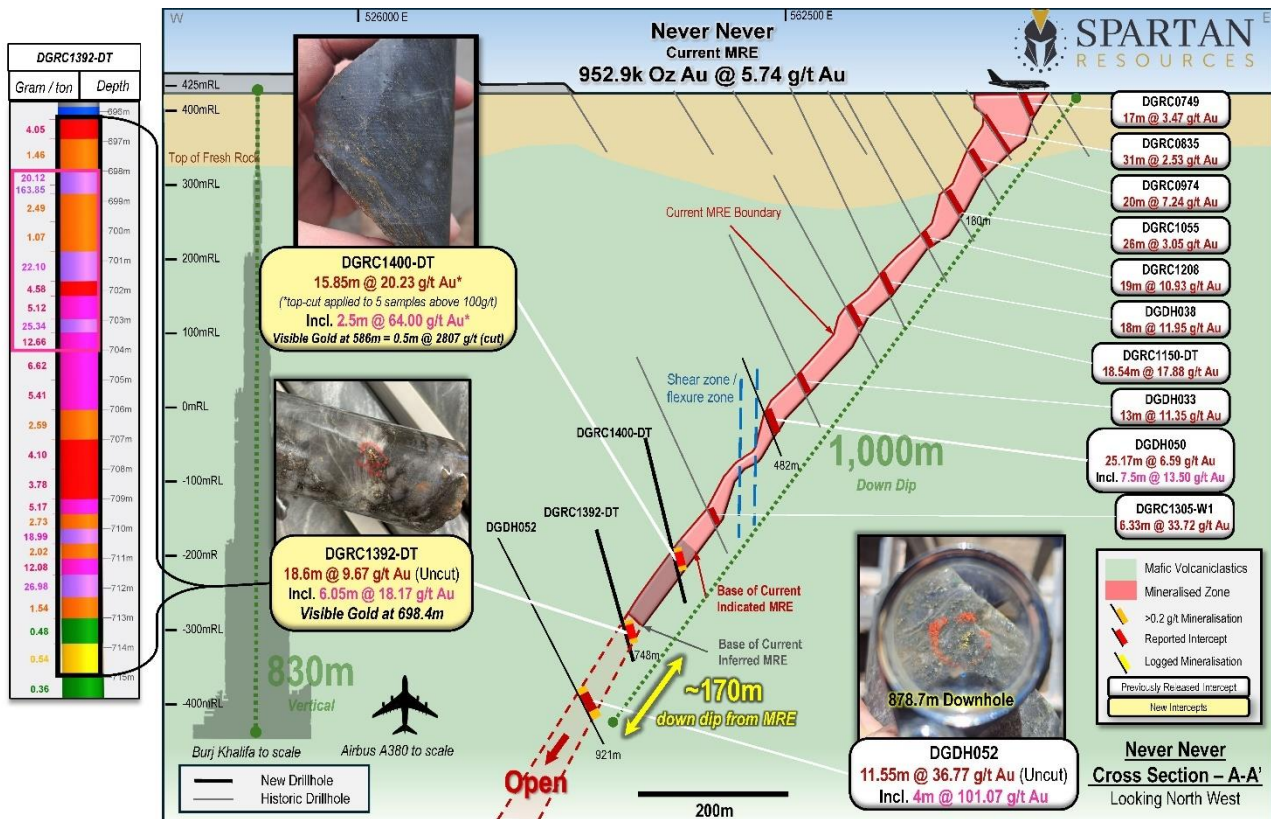 DGRC1392-DT
Gram / ton Depth
696m
4.05
697m
1.46
698m
20.12
163.85
699m
2.49
700m
1.07
701m
22.10
4.58
702m
5.12
25.34
703m
12.66
704m
6.62
705m
5.41
706m
2.59
707m
4.10
708m
3.78
709m
5.17
2.73
710m
18.99
2.02
711m
12.08
26.98
712m
1.54
713m
0.48
714m
0.54
715m
0.36
W
526000 E
562500 E
E
Never Never
Current MRE
952.9k Oz Au @ 5.74 g/t Au
SPARTAN
RESOURCES
425mRL
400mRL
Top of Fresh Rock
300mRL
200mRL
100mRL
0mRL
-100mRL
-200mR
-300mRL
-400mRL
DGRC1400-DT
15.85m @ 20.23 g/t Au*
(*top-cut applied to 5 samples above 100g/t)
Incl. 2.5m @ 64.00 g/t Au*
Visible Gold at 586m = 0.5m @ 2807 g/t (cut)
DGRC1392-DT
18.6m @ 9.67 g/t Au (Uncut)
Incl. 6.05m @ 18.17 g/t Au
Visible Gold at 698.4m
830m
Vertical
Burj Khalifa to scale
Airbus A380 to scale
New Drillhole
Historic Drillhole
Current MRE Boundary
180m
Shear zone /
flexure zone
DGRC1400-DT
482m
DGRC1392-DT
DGDH052
1,000m
Down Dip
Base of Current
Indicated MRE
Base of Current
Inferred MRE
748m
~170m
down dip from MRE
921m
Open
200m
DGRC0749
17m @ 3.47 g/t Au
DGRC0835
31m @ 2.53 g/t Au
DGRC0974
20m @ 7.24 g/t Au
DGRC1055
26m @ 3.05 g/t Au
DGRC1208
19m @ 10.93 g/t Au
DGDH038
18m @ 11.95 g/t Au
DGRC1150-DT
18.54m @ 17.88 g/t Au
DGDH033
13m @ 11.35 g/t Au
DGDH050
25.17m @ 6.59 g/t Au
Incl. 7.5m @ 13.50 g/t Au
DGRC1305-W1
6.33m @ 33.72 g/t Au
878.7m Downhole
DGDH052
11.55m @ 36.77 g/t Au (Uncut)
Incl. 4m @ 101.07 g/t Au
Mafic Volcaniclastics
Mineralised Zone
>0.2 g/t Mineralisation
Reported Intercept
Logged Mineralisation
Previously Released Intercept
New Intercepts
Never Never
Cross Section – A-A'
Looking North West